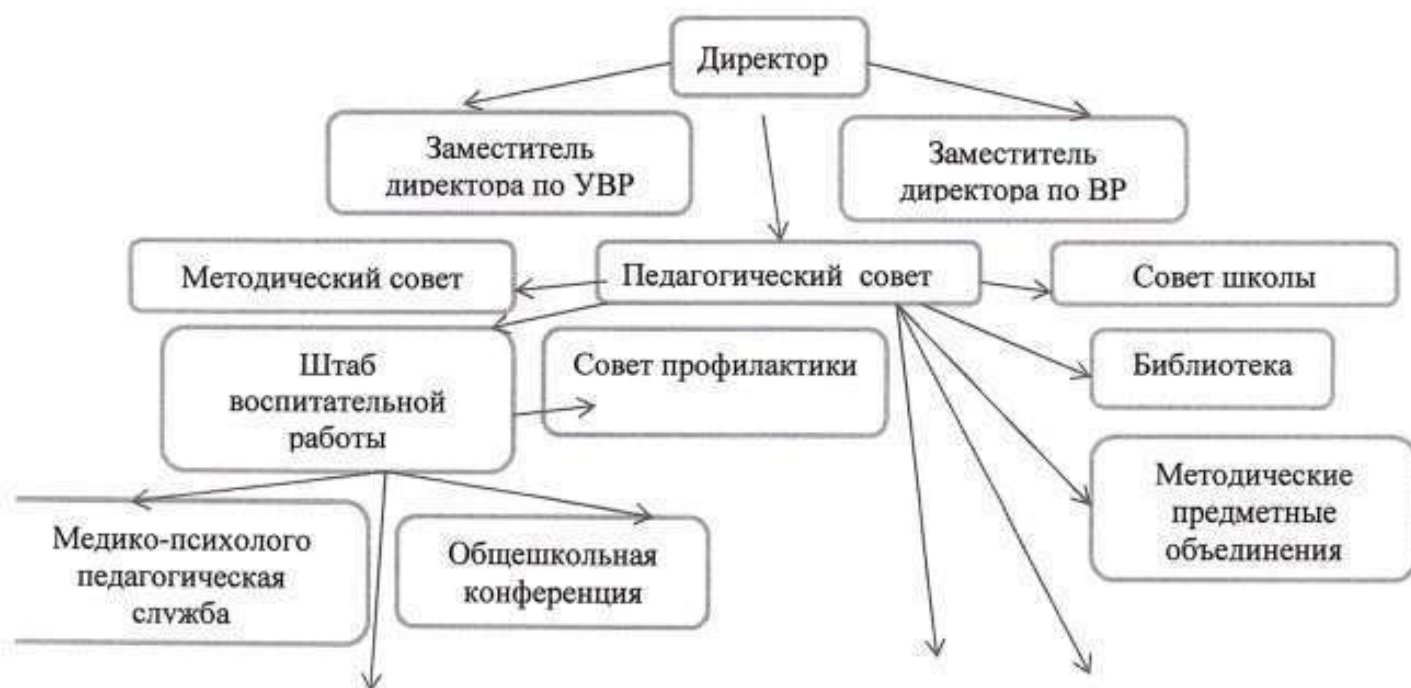 Директор
Заместитель
директора по УВР
Заместитель
директора по ВР
Методический совет
Педагогический совет
Совет школы
Штаб
воспитательной
работы
Совет профилактики
Библиотека
Методические
предметные
объединения
Медико-психолого
педагогическая
служба
Общешкольная
конференция